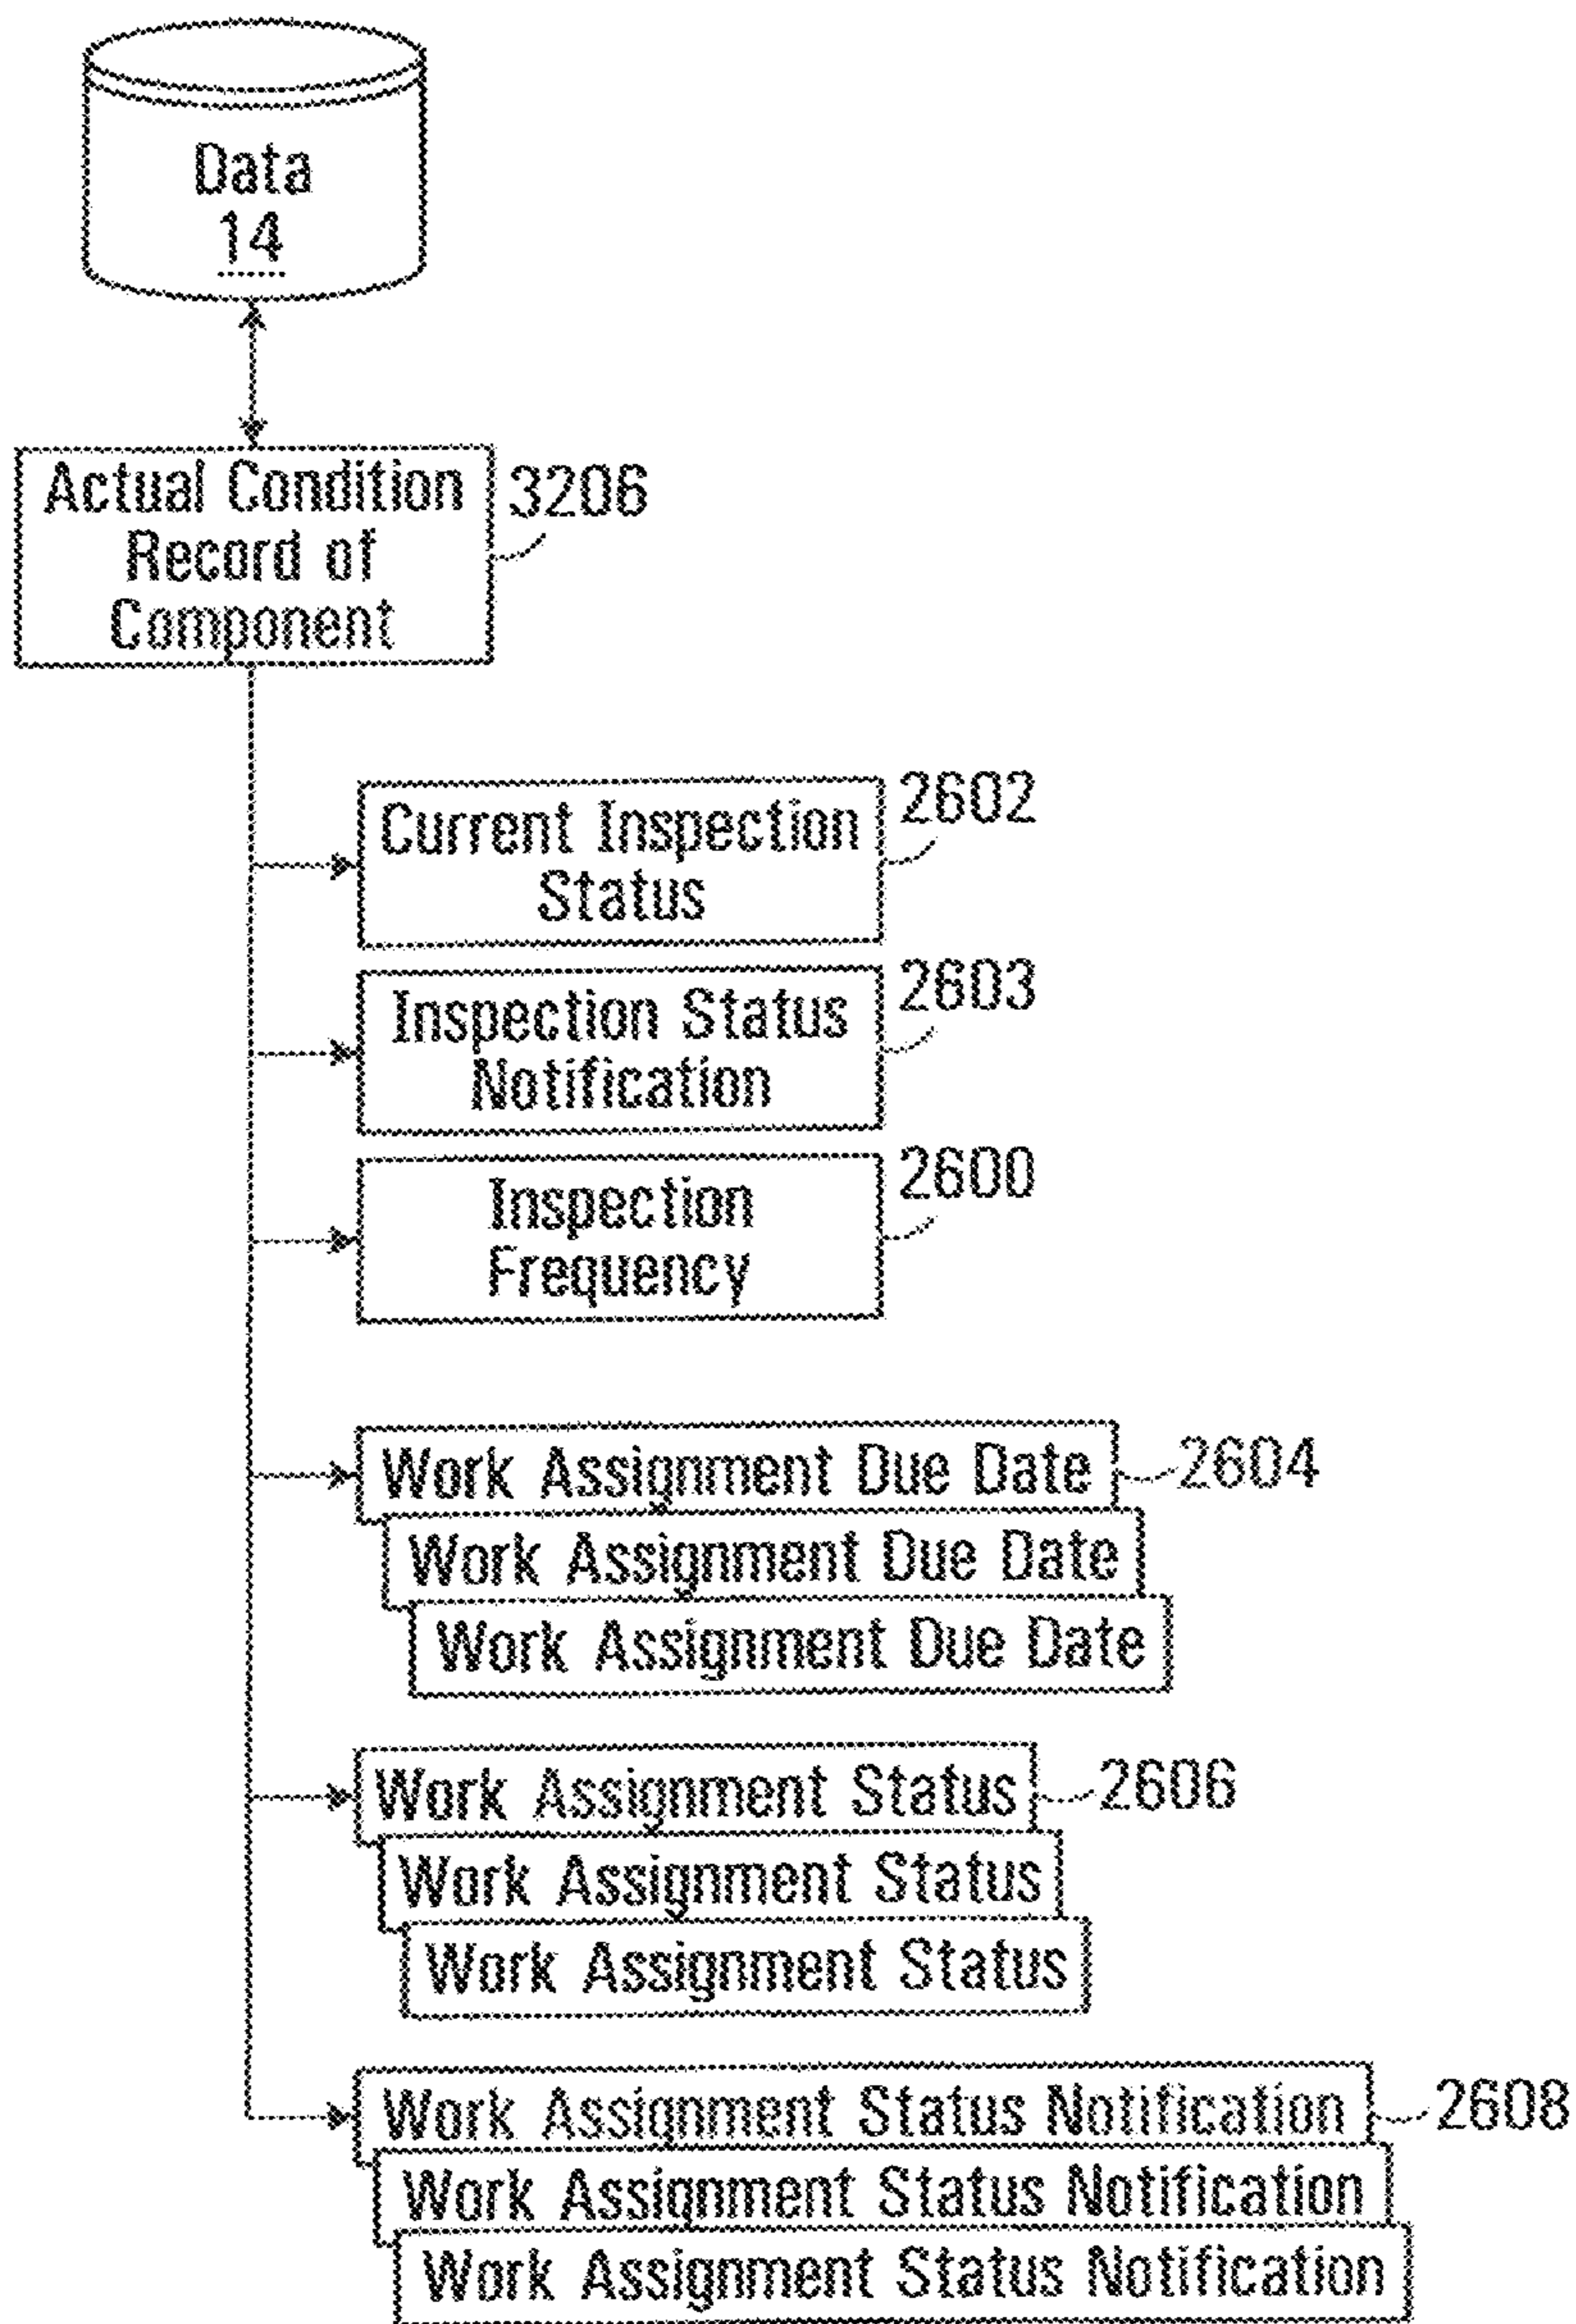 Data
14
Actual Condition
Record of
Component
3206
Current Inspection
Status
2602
Inspection Status
Notification
2603
Inspection
Frequency
2600
Work Assignment Due Date
2604
Work Assignment Due Date
Work Assignment Due Date
Work Assignment Status
2606
Work Assignment Status
Work Assignment Status
Work Assignment Status Notification
2608
Work Assignment Status Notification
Work Assignment Status Notification